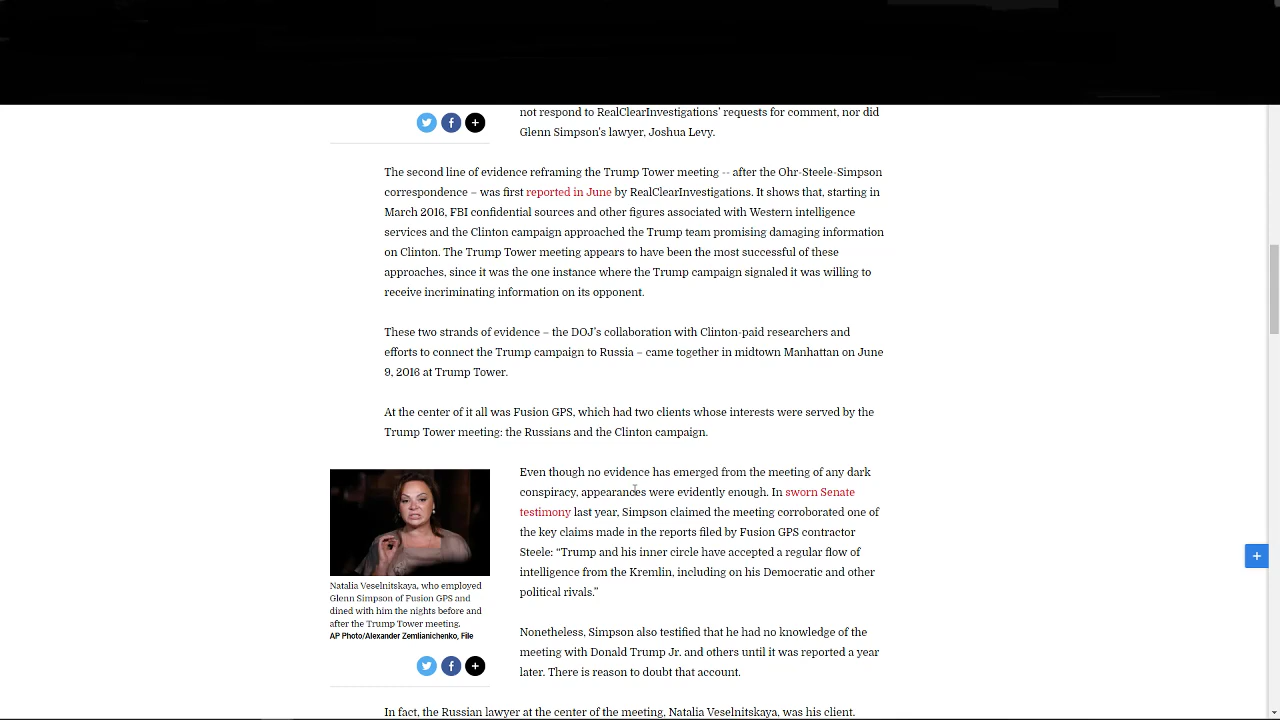 not respond to RealClearInvestigations’ requests for comment, nor did
Glenn Simpson’s lawyer, Joshua Levy.
The second line of evidence reframing the Trump Tower meeting -- after the Ohr-Steele-Simpson
correspondence – was first reported in June by RealClearInvestigations. It shows that, starting in
March 2016, FBI confidential sources and other figures associated with Western intelligence
services and the Clinton campaign approached the Trump team promising damaging information
on Clinton. The Trump Tower meeting appears to have been the most successful of these
approaches, since it was the one instance where the Trump campaign signaled it was willing to
receive incriminating information on its opponent.
These two strands of evidence – the DOJ’s collaboration with Clinton-paid researchers and
efforts to connect the Trump campaign to Russia – came together in midtown Manhattan on June
9, 2016 at Trump Tower.
At the center of it all was Fusion GPS, which had two clients whose interests were served by the
Trump Tower meeting: the Russians and the Clinton campaign.
Natalia Veselnitskaya, who employed
Glenn Simpson of Fusion GPS and
dined with him the nights before and
after the Trump Tower meeting.
AP Photo/Alexander Zemlianichenko, File
Even though no evidence has emerged from the meeting of any dark
conspiracy, appearances were evidently enough. In sworn Senate
testimony last year, Simpson claimed the meeting corroborated one of
the key claims made in the reports filed by Fusion GPS contractor
Steele: “Trump and his inner circle have accepted a regular flow of
intelligence from the Kremlin, including on his Democratic and other
political rivals.”
Nonetheless, Simpson also testified that he had no knowledge of the
meeting with Donald Trump Jr. and others until it was reported a year
later. There is reason to doubt that account.
In fact, the Russian lawyer at the center of the meeting, Natalia Veselnitskaya, was his client.